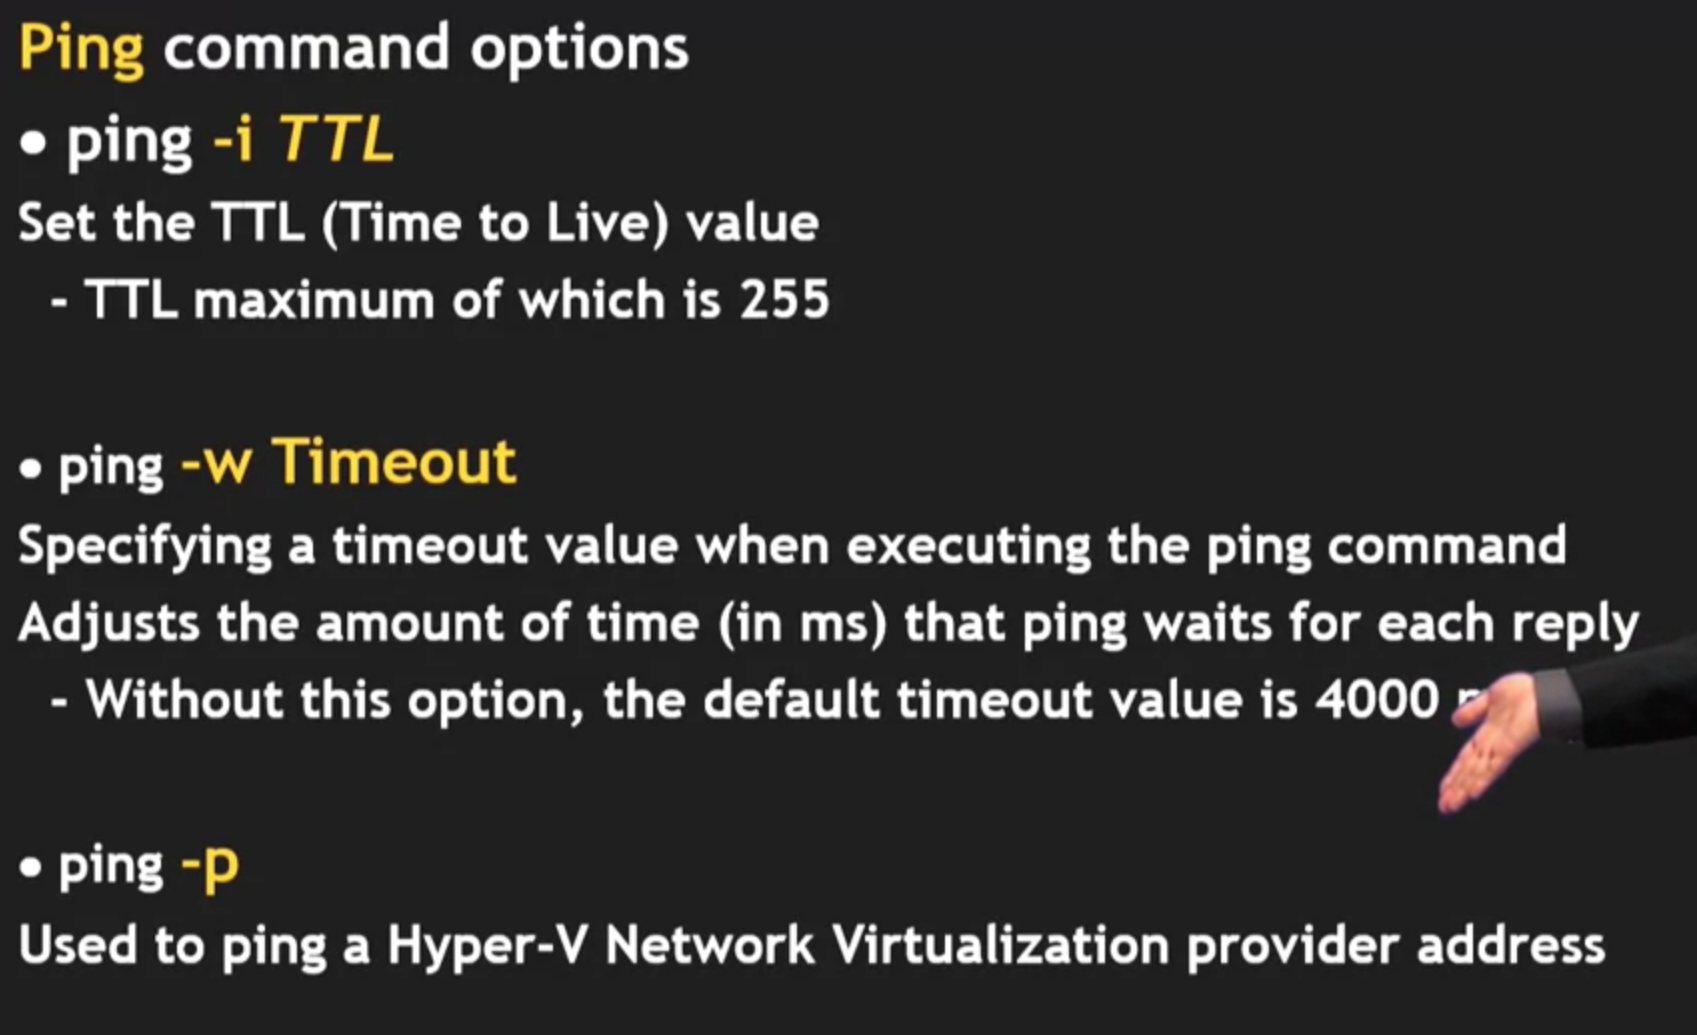 Ping command options
• ping -i TTL
Set the TTL (Time to Live) value
- TTL maximum of which is 255
• ping -w Timeout
Specifying a timeout value when executing the ping command
Adjusts the amount of time (in ms) that ping waits for each reply
- Without this option, the default timeout value is 4000
• ping -p
Used to ping a Hyper-V Network Virtualization provider address